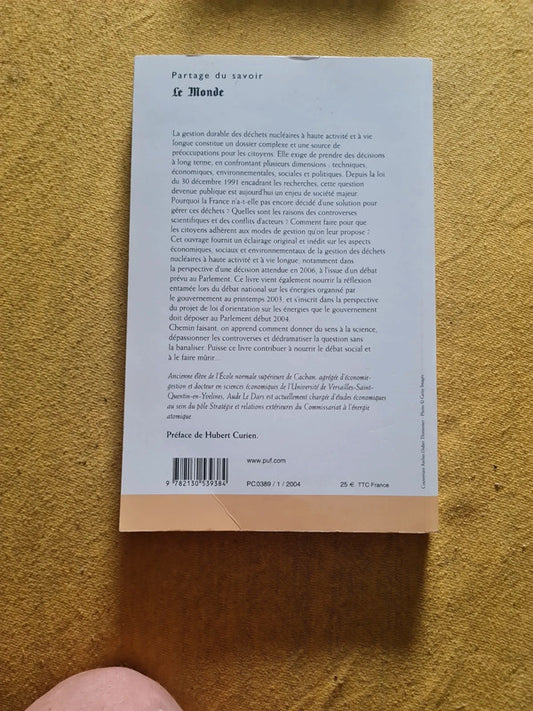 Partage du savoir
Le Monde
La gestion durable des déchets nucléaires à haute activité et à vie
longue constitue un dossier complexe et une source de
préoccupations pour les citoyens. Elle exige de prendre des décisions
à long terme, en confrontant plusieurs dimensions : techniques,
économiques, environnementales, sociales et politiques. Depuis la loi
du 30 décembre 1991 encadrant les recherches, cette question
devenue publique est aujourd'hui un enjeu de société majeur.
Pourquoi la France n'a-t-elle pas encore décidé d'une solution pour
gérer ces déchets ? Quelles sont les raisons des controverses
scientifiques et des conflits d'acteurs ? Comment faire pour que
les citoyens adhèrent aux modes de gestion qu'on leur propose ?
Cet ouvrage fournit un éclairage original et inédit sur les aspects
économiques, sociaux et environnementaux de la gestion des déchets
nucléaires à haute activité et à vie longue, notamment dans
la perspective d'une décision attendue en 2006, à l'issue d'un débat
prévu au Parlement. Ce livre vient également nourrir la réflexion
entamée lors du débat national sur les énergies organisé par
le gouvernement au printemps 2003, et s'inscrit dans la perspective
du projet de loi d'orientation sur les énergies que le gouvernement
doit déposer au Parlement début 2004.
Chemin faisant, on apprend comment donner du sens à la science,
dépassionner les controverses et dédramatiser la question sans
la banaliser. Puisse ce livre contribuer à nourrir le débat social et
à le faire mûrir...
Ancienne élève de l'École normale supérieure de Cachan, agrégée d'économie-
gestion et docteur en sciences économiques de l'Université de Versailles-Saint-
Quentin-en-Yvelines, Aude Le Dars est actuellement chargée d'études économiques
au sein du pôle Stratégie et relations extérieures du Commissariat à l'énergie
atomique.
Préface de Hubert Curien.
www.puf.com
9 782130 539384
PC.0389 / 1 / 2004
25 € TTC France
Couverture Atelier Didier Thimonier - Photo © Getty Images